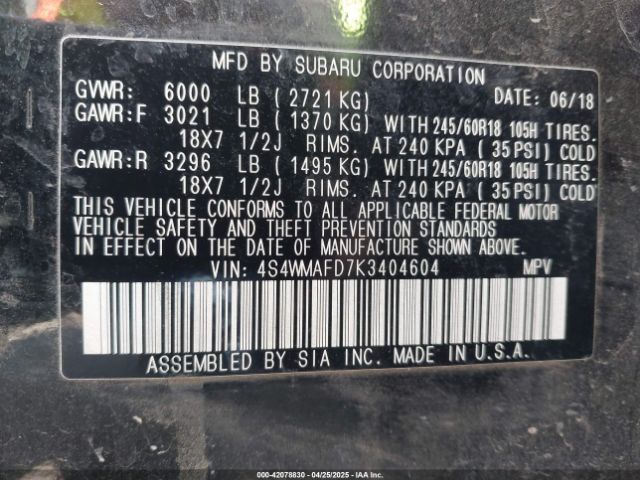 MFD BY SUBARU CORPORATION
GVWR: 6000 LB (2721 KG) DATE: 06/18
GAWR:F 3021 LB (1370 KG) WITH 245/60R18 105H TIRES.
18X7 1/2J RIMS. AT 240 KPA (35PSI) COLD
GAWR:R 3296 LB (1495 KG) WITH 245/60R18 105H TIRES.
18X7 1/2J RIMS. AT 240 KPA (35PSI) COLD
THIS VEHICLE CONFORMS TO ALL APPLICABLE FEDERAL MOTOR
VEHICLE SAFETY AND THEFT PREVENTION STANDARDS
IN EFFECT ON THE DATE OF MANUFACTURE SHOWN ABOVE.
VIN: 4S4WMAFD7K3404604 MPV
ASSEMBLED BY SIA INC. MADE IN U.S.A.
000-42078830 - 04/25/2025 - IAA Inc.